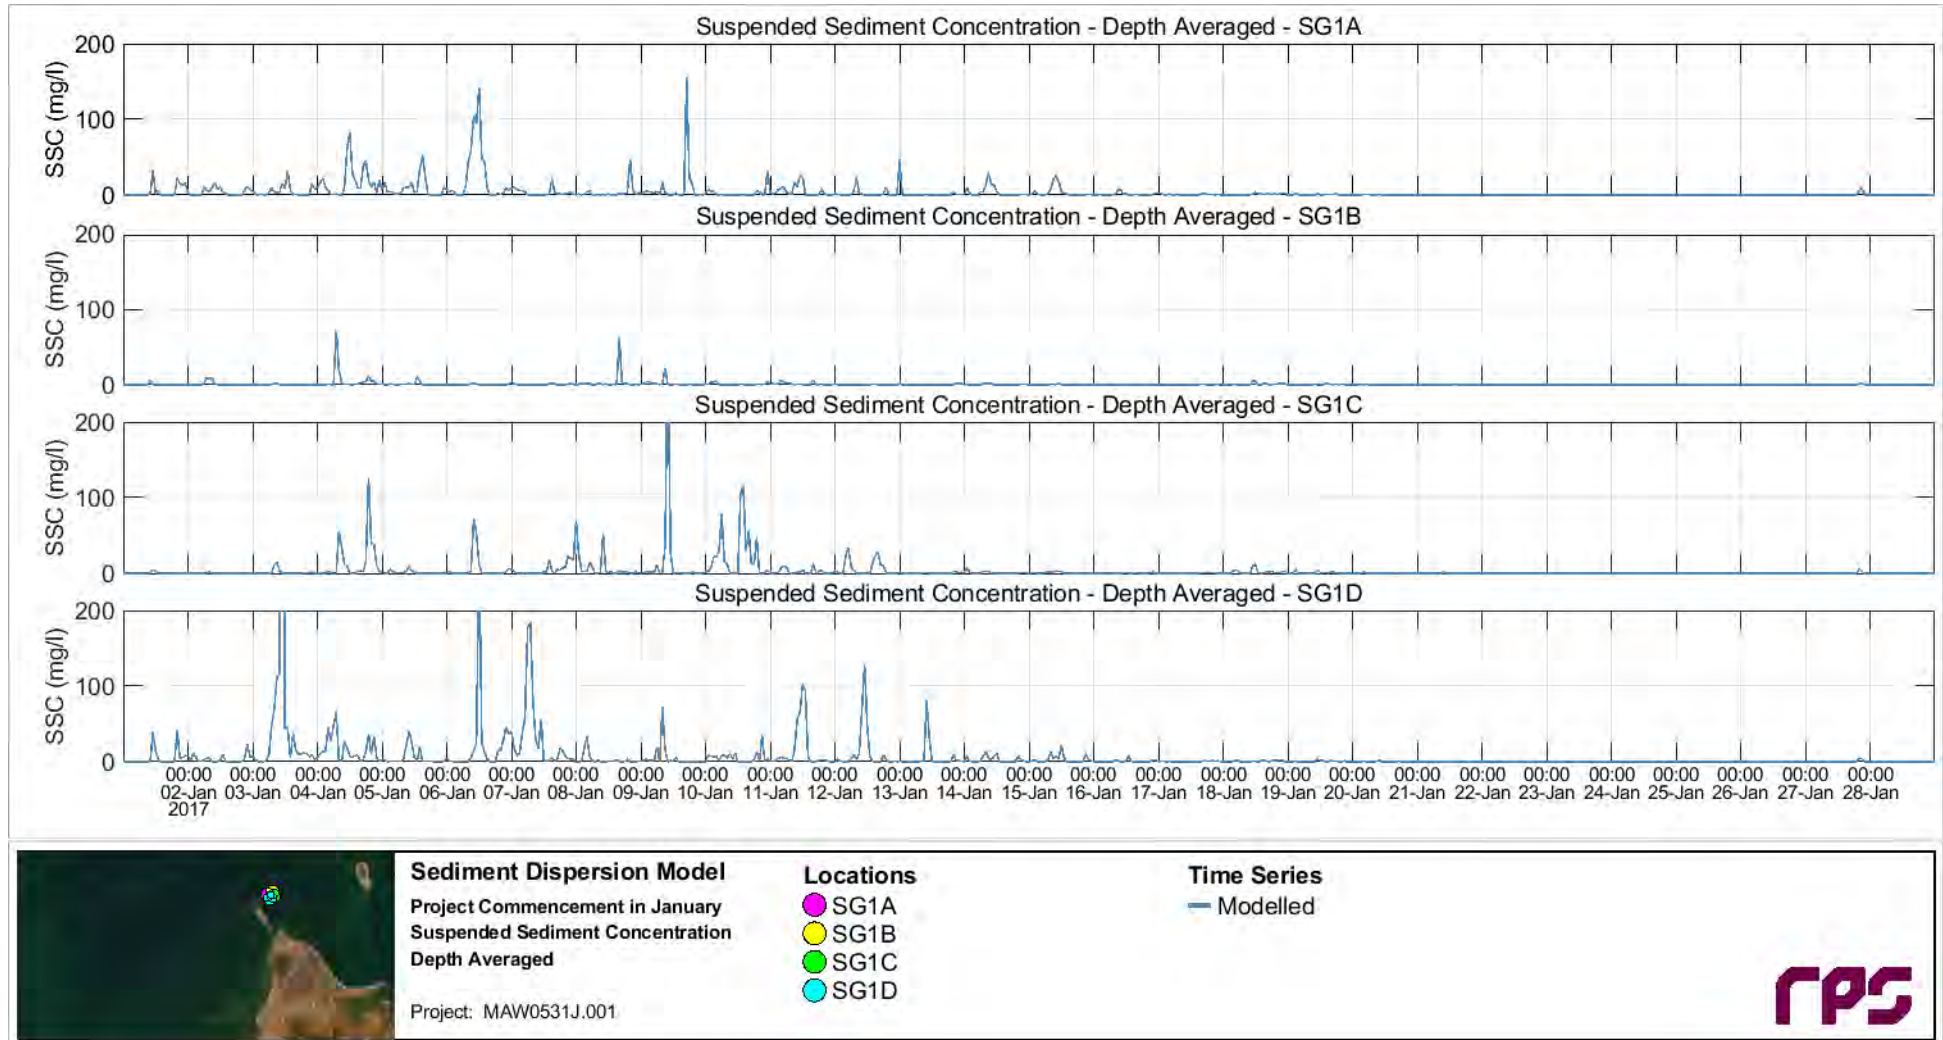 Suspended Sediment Concentration - Depth Averaged - SG1A
200
100
0
SSC (mg/l)
Suspended Sediment Concentration - Depth Averaged - SG1B
200
100
0
SSC (mg/l)
Suspended Sediment Concentration - Depth Averaged - SG1C
200
100
0
SSC (mg/l)
Suspended Sediment Concentration - Depth Averaged - SG1D
200
100
0
SSC (mg/l)
00:00 00:00 00:00 00:00 00:00 00:00 00:00 00:00 00:00 00:00 00:00 00:00 00:00 00:00 00:00 00:00 00:00 00:00 00:00 00:00 00:00 00:00 00:00 00:00 00:00 00:00 00:00
02-Jan 03-Jan 04-Jan 05-Jan 06-Jan 07-Jan 08-Jan 09-Jan 10-Jan 11-Jan 12-Jan 13-Jan 14-Jan 15-Jan 16-Jan 17-Jan 18-Jan 19-Jan 20-Jan 21-Jan 22-Jan 23-Jan 24-Jan 25-Jan 26-Jan 27-Jan 28-Jan
2017
Sediment Dispersion Model
Project Commencement in January
Suspended Sediment Concentration
Depth Averaged
Project: MAW0531J.001
Locations
SG1A
SG1B
SG1C
SG1D
Time Series
Modelled
rps